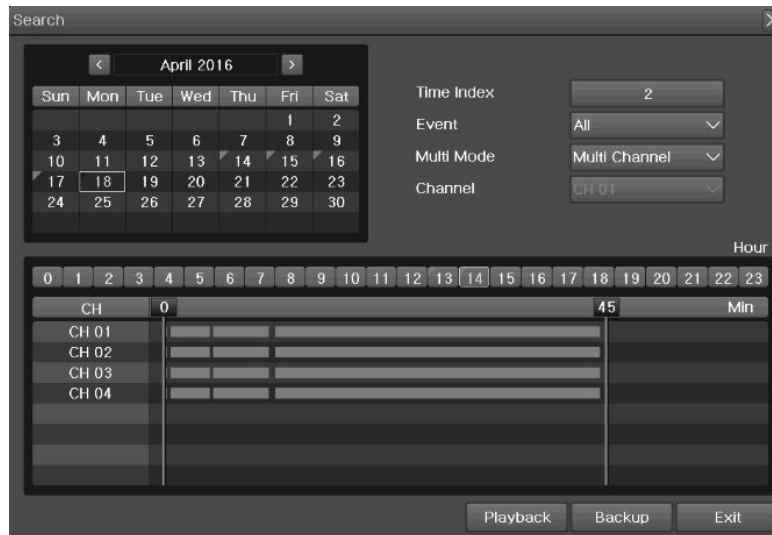 Search
< April 2016 >
Sun Mon Tue Wed Thu Fri Sat
1 2
3 4 5 6 7 8 9
10 11 12 13 14 15 16
17 18 19 20 21 22 23
24 25 26 27 28 29 30
Time Index 2
Event All
Multi Mode Multi Channel
Channel CH 01
Hour
0 1 2 3 4 5 6 7 8 9 10 11 12 13 14 15 16 17 18 19 20 21 22 23
CH 0 45 Min
CH 01
CH 02
CH 03
CH 04
Playback Backup Exit